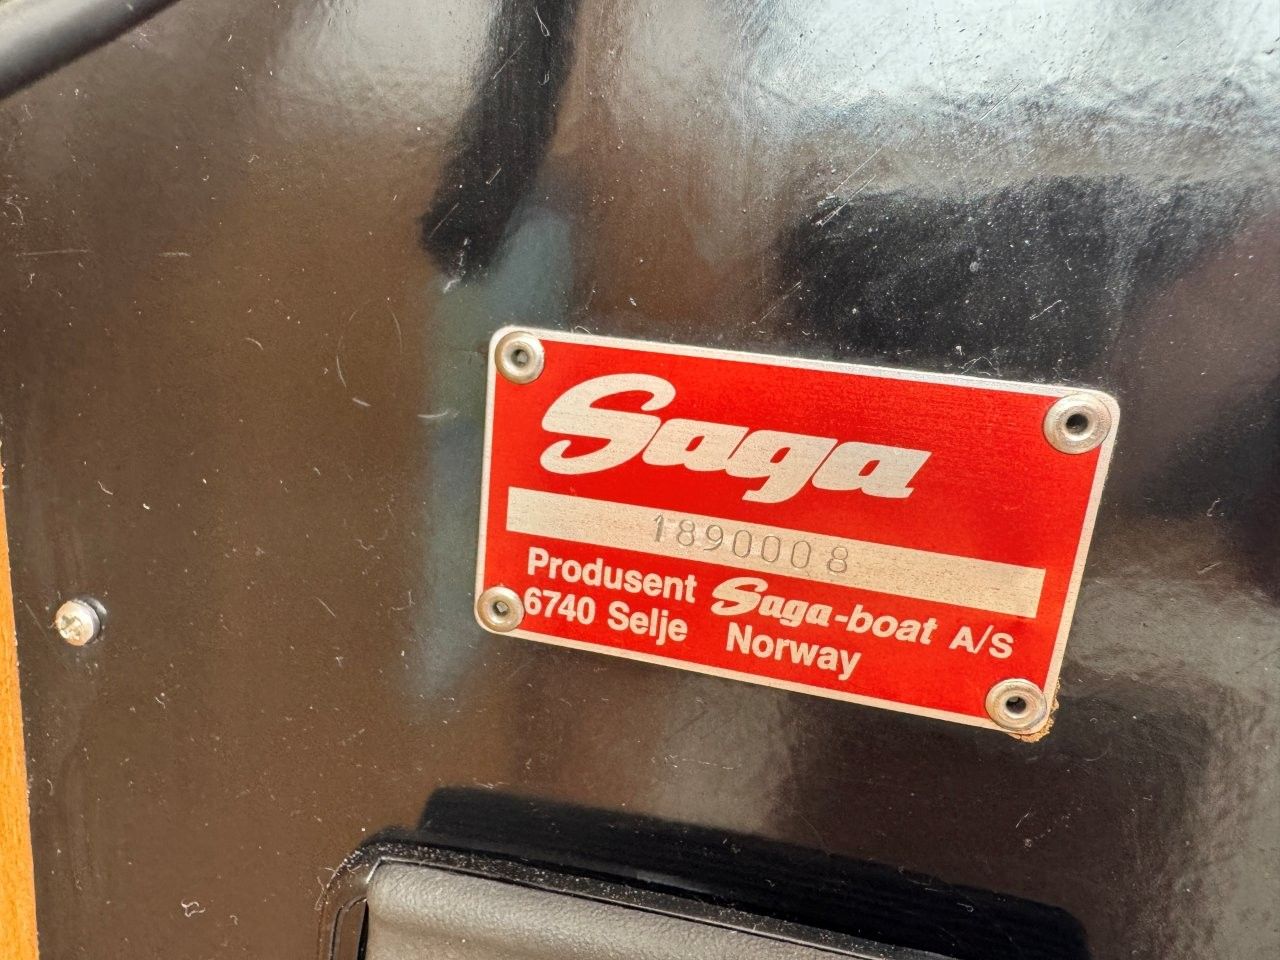 Saga
1890008
Produsent Saga-boat A/S
6740 Selje Norway